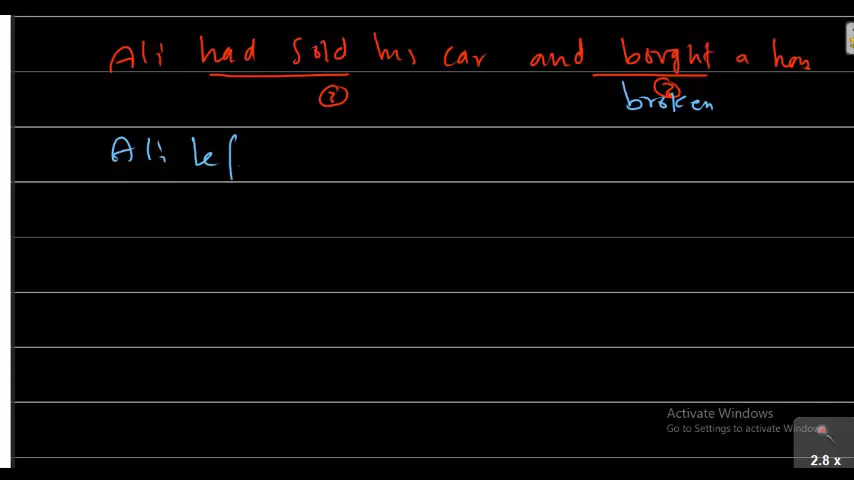 Ali had sold his car and bought a hou
② ②
broken
Ali lef
Activate Windows
Go to Settings to activate Windows.
2.8 x